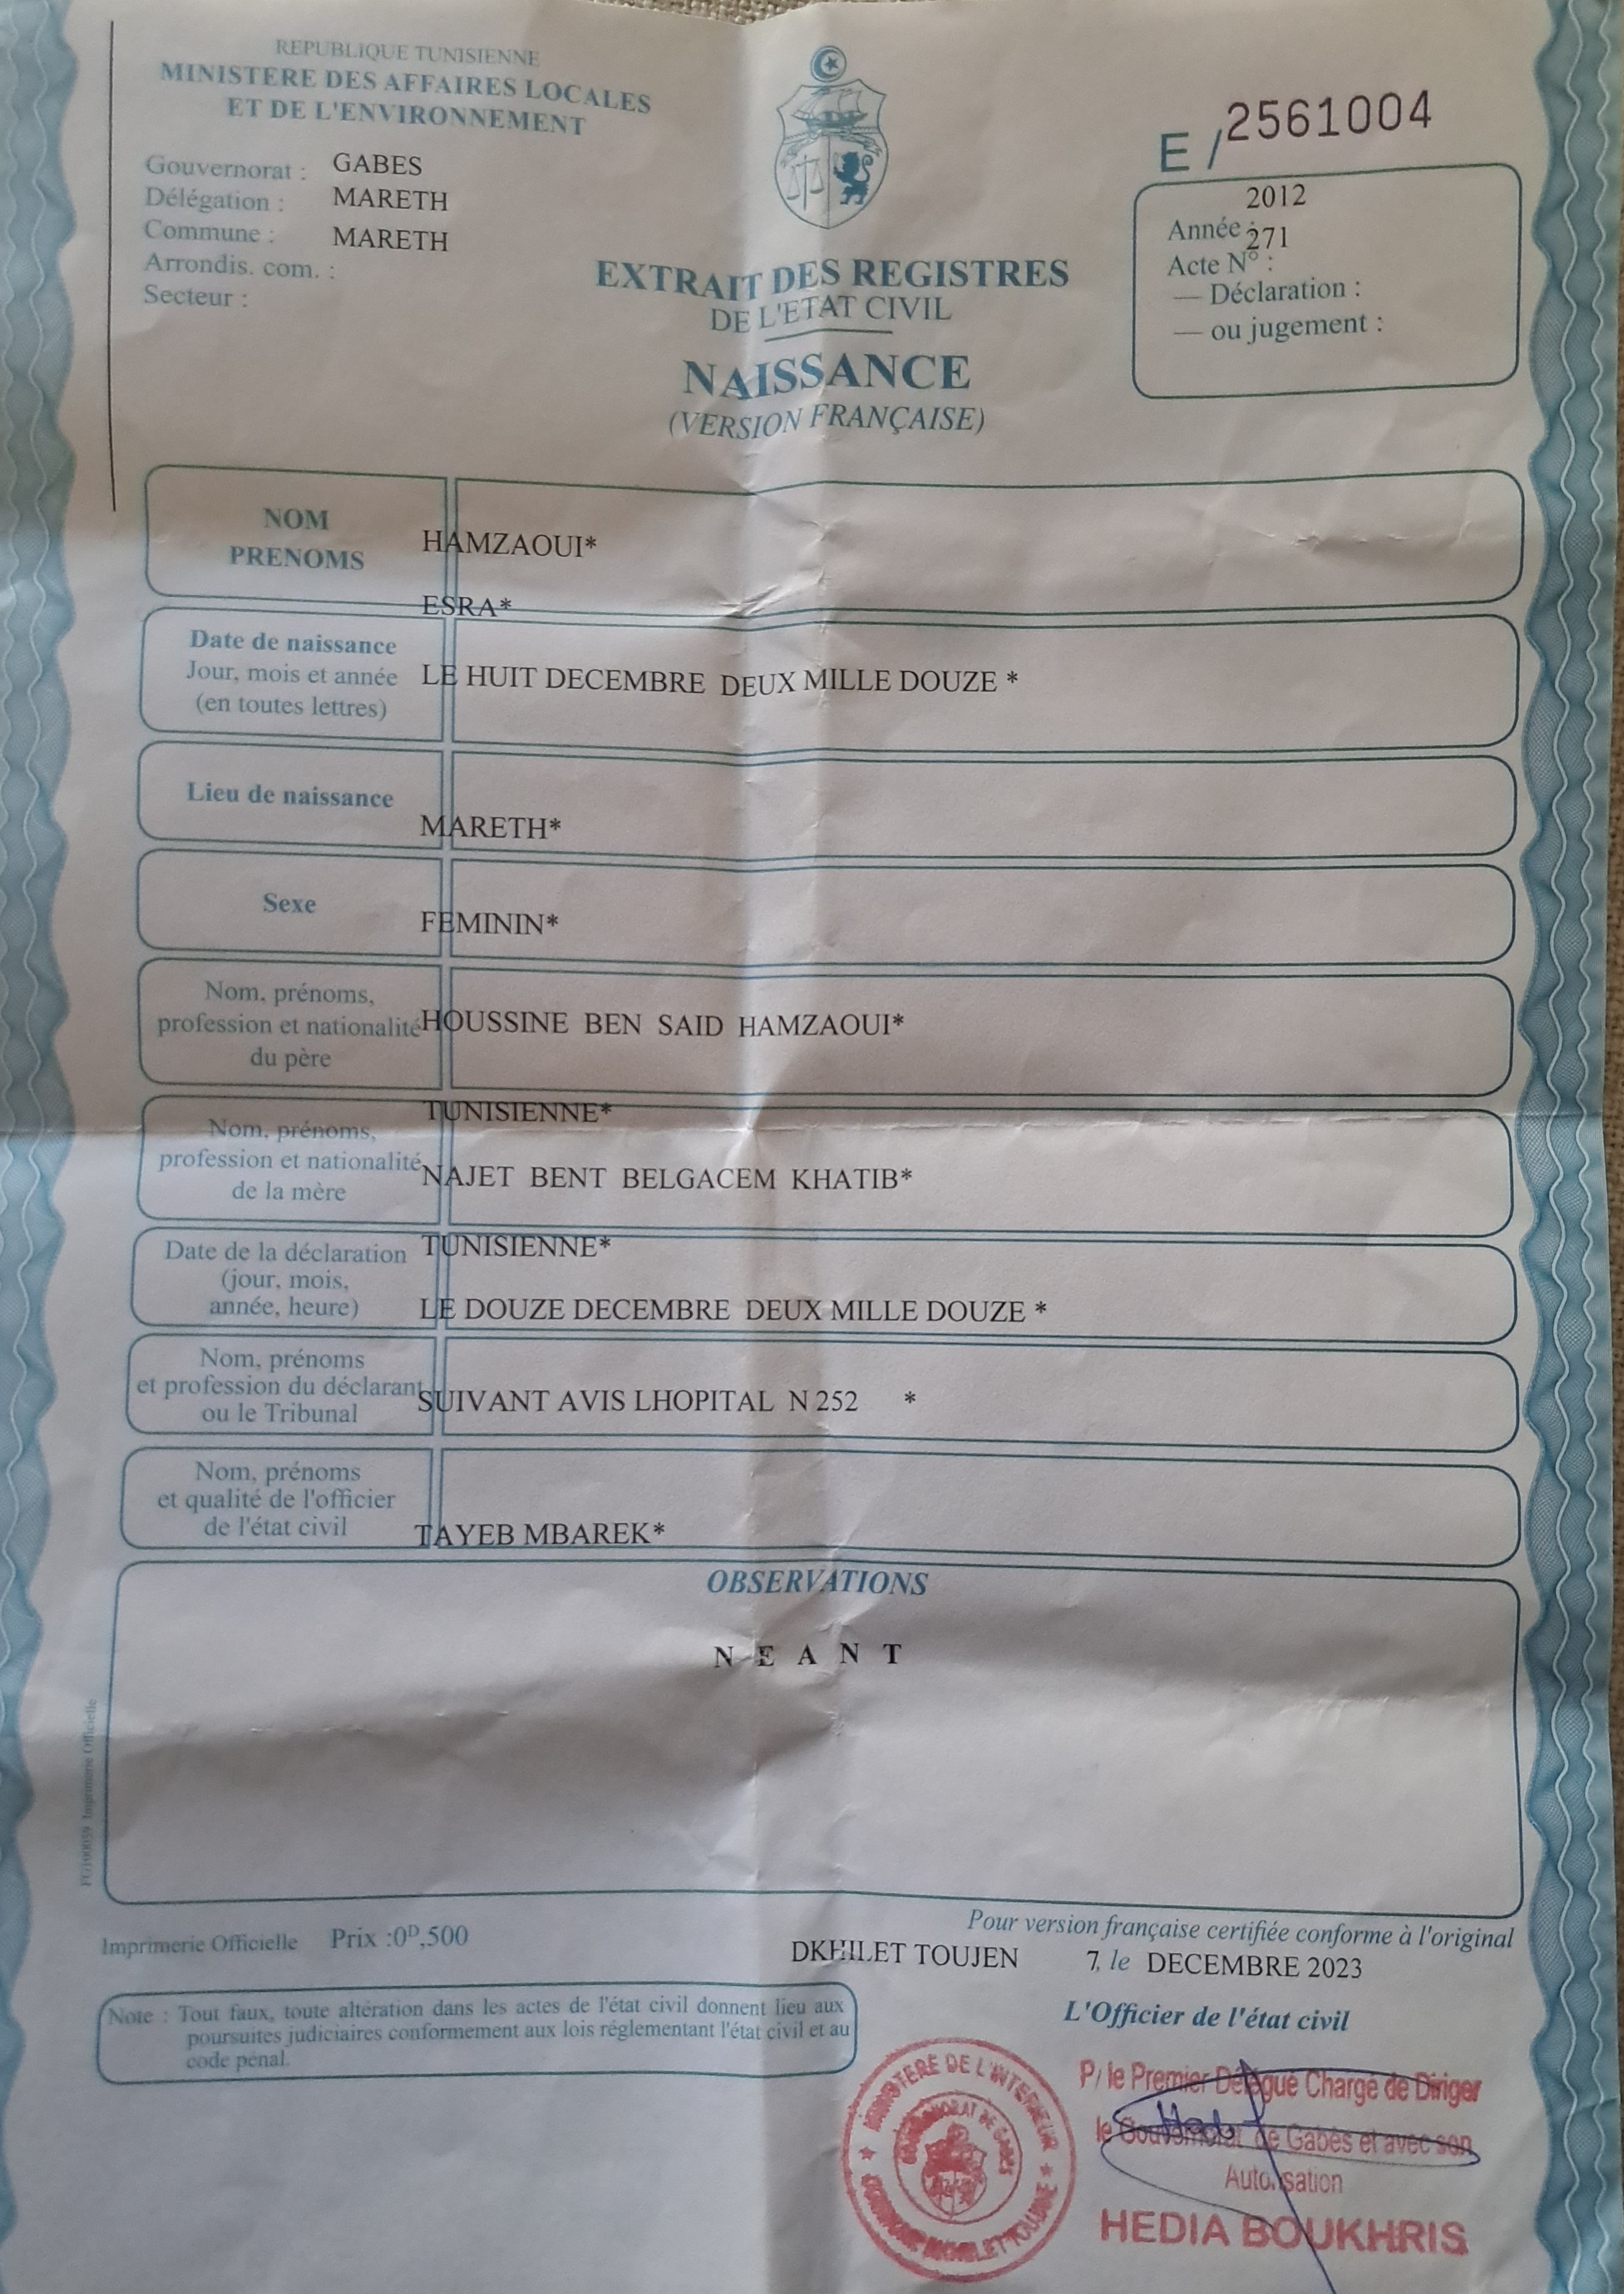 REPUBLIQUE TUNISIENNE
MINISTERE DES AFFAIRES LOCALES
ET DE L'ENVIRONNEMENT
Gouvernorat : GABES
Délégation : MARETH
Commune : MARETH
Arrondis. com. :
Secteur :
E / 2561004
2012
Année :
271
Acte N° :
— Déclaration :
— ou jugement :
EXTRAIT DES REGISTRES
DE L'ETAT CIVIL
NAISSANCE
(VERSION FRANÇAISE)
NOM
PRENOMS
HAMZAOUI*
ESRA*
Date de naissance
Jour, mois et année
(en toutes lettres)
LE HUIT DECEMBRE DEUX MILLE DOUZE *
Lieu de naissance
MARETH*
Sexe
FEMININ*
Nom, prénoms,
profession et nationalité
du père
HOUSSINE BEN SAID HAMZAOUI*
TUNISIENNE*
Nom, prénoms,
profession et nationalité
de la mère
NAJET BENT BELGACEM KHATIB*
TUNISIENNE*
Date de la déclaration
(jour, mois,
année, heure)
LE DOUZE DECEMBRE DEUX MILLE DOUZE *
Nom, prénoms
et profession du déclarant
ou le Tribunal
SUIVANT AVIS LHOPITAL N 252 *
Nom, prénoms
et qualité de l'officier
de l'état civil
TAYEB MBAREK*
OBSERVATIONS
N E A N T
Imprimerie Officielle
Imprimerie Officielle Prix :0ᴰ,500
Pour version française certifiée conforme à l'original
DKHILET TOUJEN 7, le DECEMBRE 2023
L'Officier de l'état civil
Note : Tout faux, toute altération dans les actes de l'état civil donnent lieu aux
poursuites judiciaires conformement aux lois réglementant l'état civil et au
code pénal.
MINISTERE DE L'INTERIEUR
GOUVERNORAT DE GABES
P/ le Premier Délégué Chargé de Diriger
le Gouvernorat de Gabès et avec son
Autorisation
HEDIA BOUKHRIS